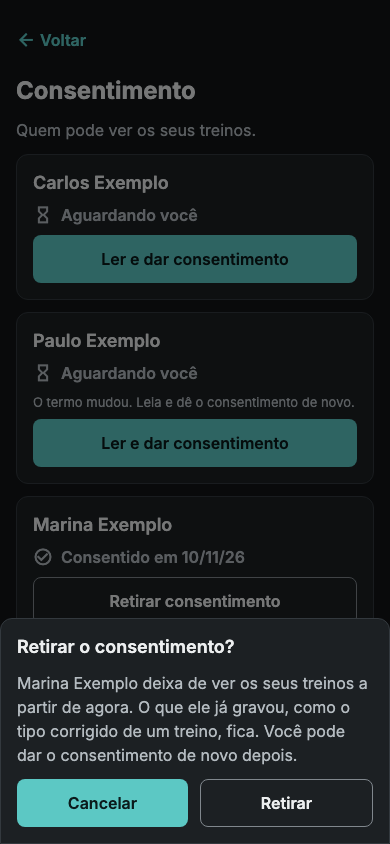 Voltar
Consentimento
Quem pode ver os seus treinos.
Carlos Exemplo
Aguardando você
Ler e dar consentimento
Paulo Exemplo
Aguardando você
O termo mudou. Leia e dê o consentimento de novo.
Ler e dar consentimento
Marina Exemplo
Consentido em 10/11/26
Retirar consentimento
Retirar o consentimento?
Marina Exemplo deixa de ver os seus treinos a
partir de agora. O que ele já gravou, como o
tipo corrigido de um treino, fica. Você pode
dar o consentimento de novo depois.
Cancelar
Retirar